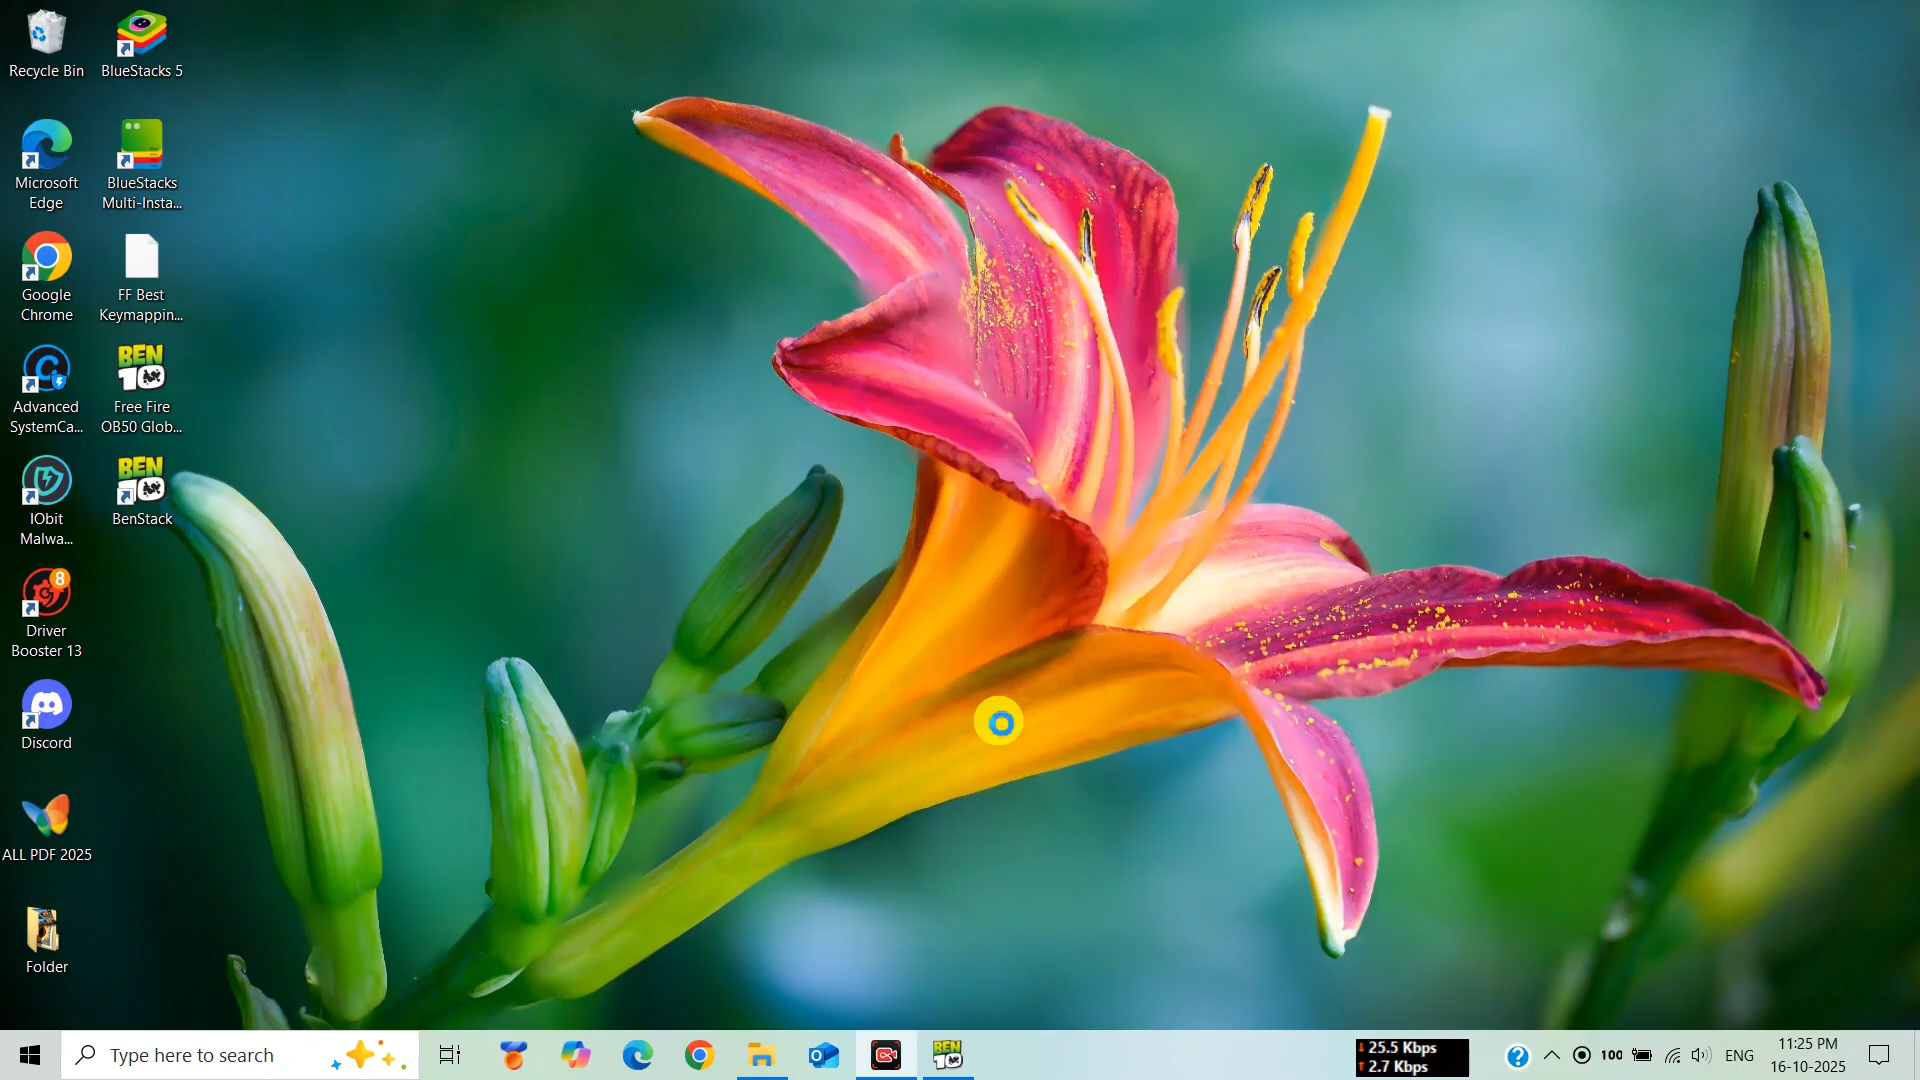 Recycle Bin
BlueStacks 5
Microsoft
Edge
BlueStacks
Multi-Insta...
Google
Chrome
FF Best
Keymappin...
Advanced
SystemCa...
BEN
10
Free Fire
OB50 Glob...
IObit
Malwa...
BEN
10
BenStack
8
Driver
Booster 13
Discord
ALL PDF 2025
Folder
Type here to search
BEN
10
25.5 Kbps
2.7 Kbps
100
ENG
11:25 PM
16-10-2025